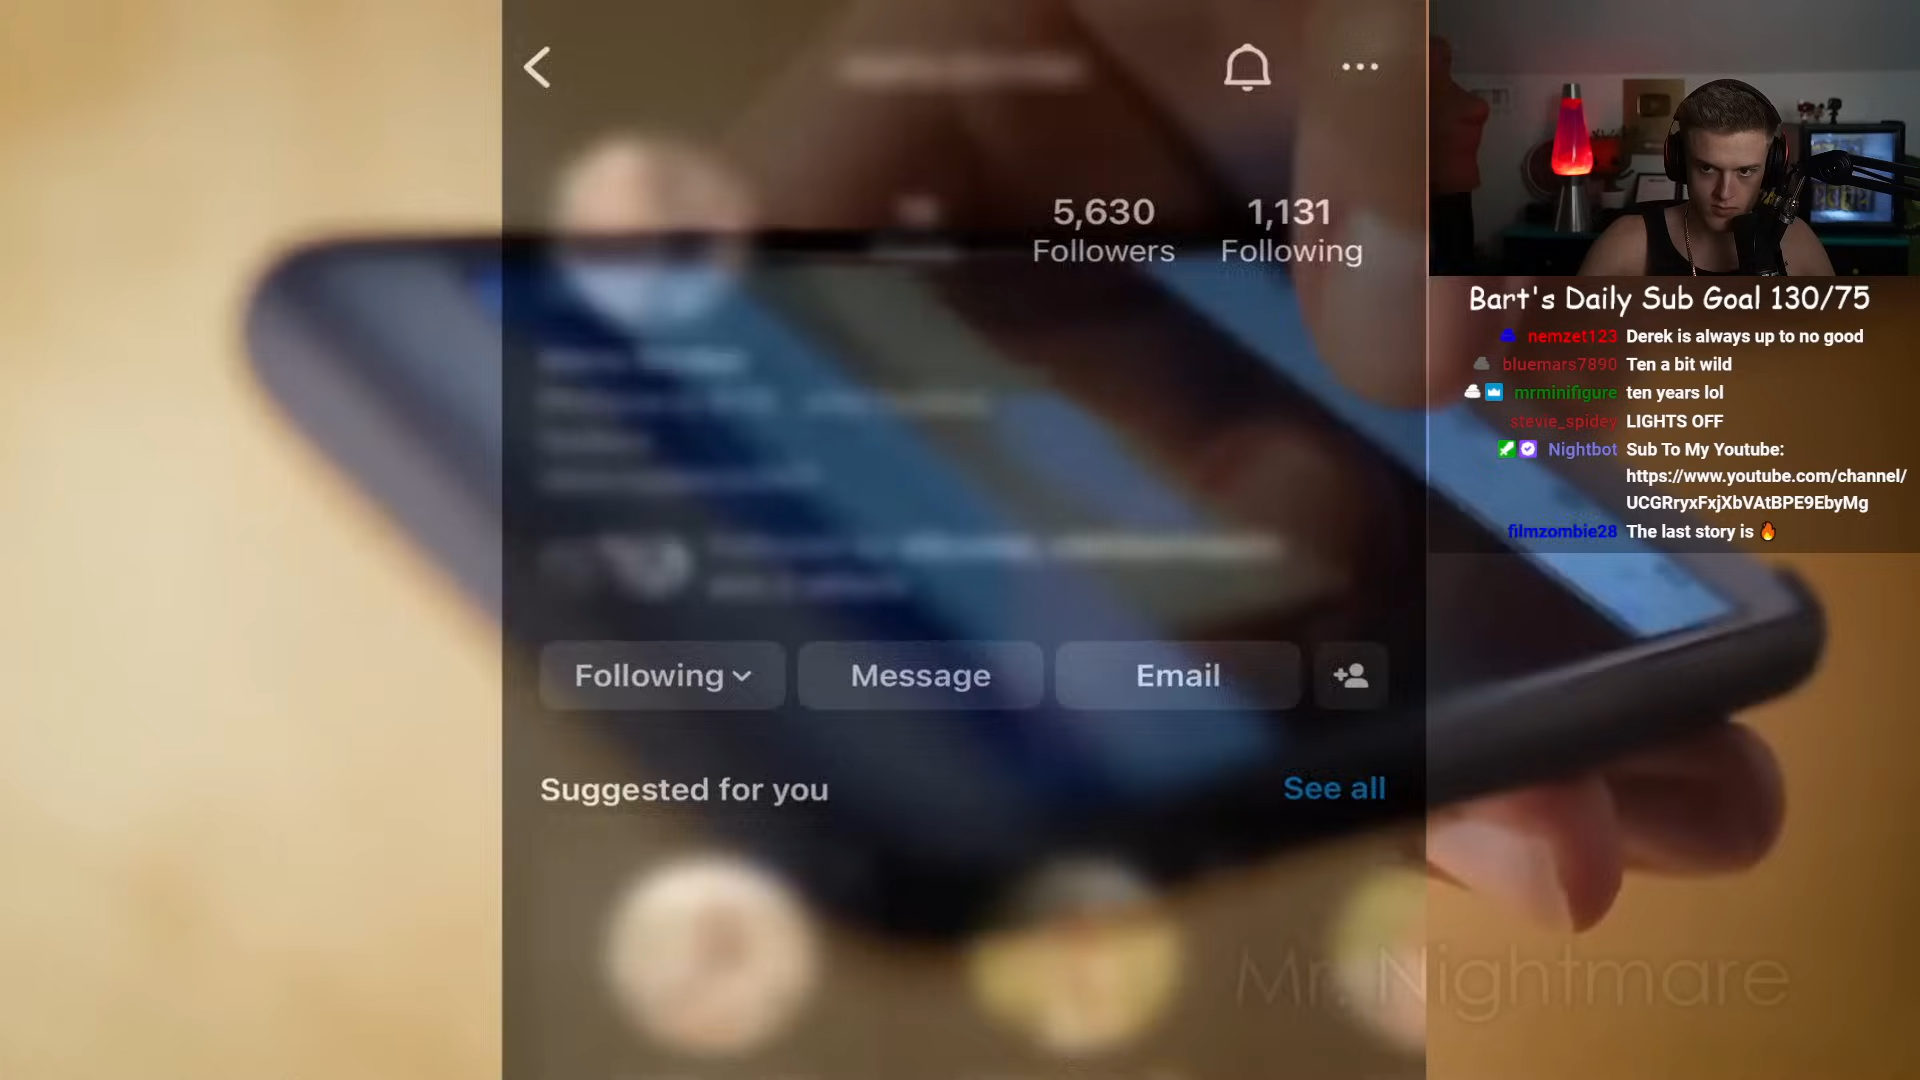 5,630
Followers
1,131
Following
Following
Message
Email
Suggested for you
See all
Mr. Nightmare
Bart's Daily Sub Goal 130/75
nemzet123 Derek is always up to no good
bluemars7890 Ten a bit wild
mrminifigure ten years lol
stevie_spidey LIGHTS OFF
Nightbot Sub To My Youtube:
https://www.youtube.com/channel/
UCGRryxFxjXbVAtBPE9EbyMg
filmzombie28 The last story is 🔥